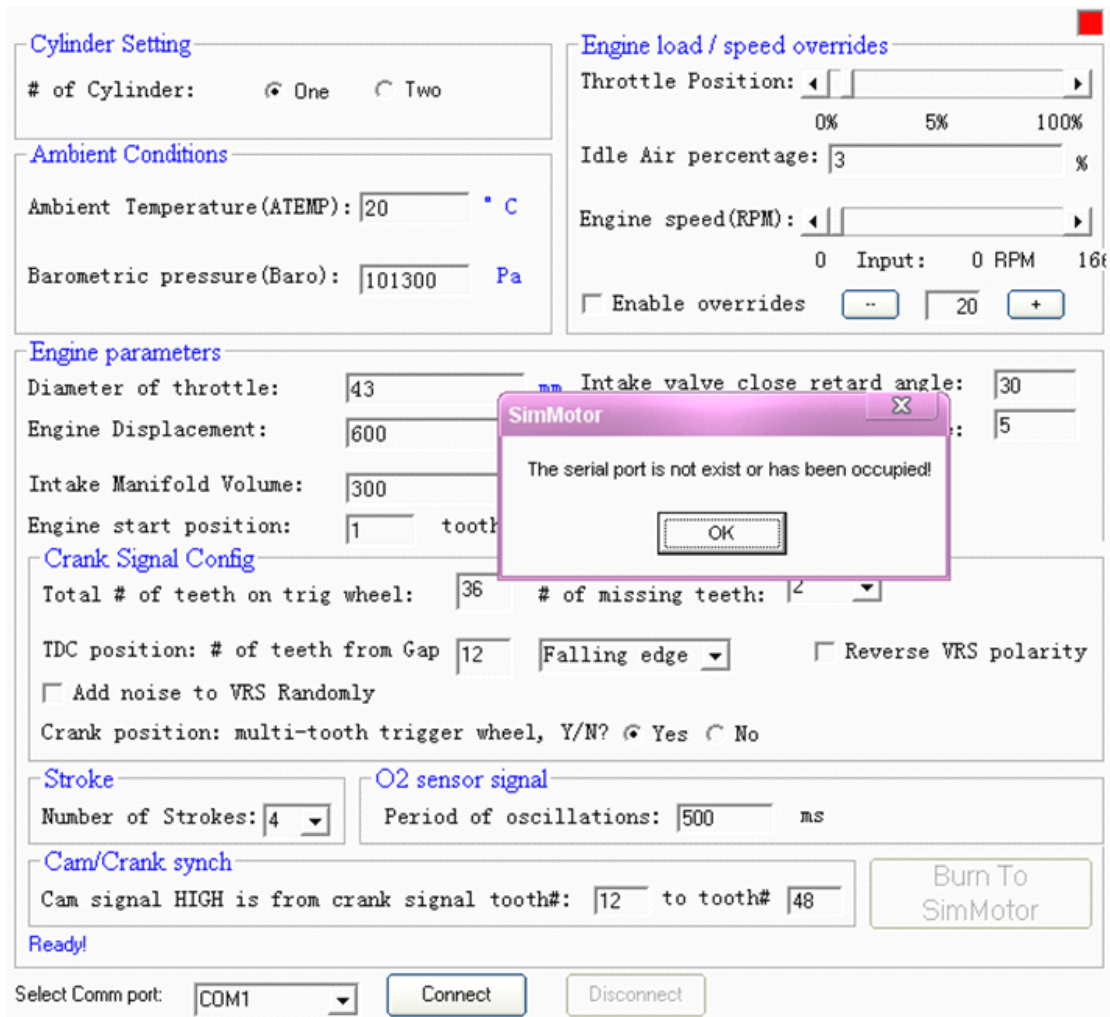 Cylinder Setting
# of Cylinder: One Two
Engine load / speed overrides
Throttle Position:
0% 5% 100%
Idle Air percentage: 3 %
Engine speed(RPM):
0 Input: 0 RPM
Enable overrides -- 20 +
Ambient Conditions
Ambient Temperature(ATEMP): 20 ° C
Barometric pressure(Baro): 101300 Pa
Engine parameters
Diameter of throttle: 43 mm Intake valve close retard angle: 30
Engine Displacement: 600 : 5
Intake Manifold Volume: 300
Engine start position: 1 tooth
SimMotor
The serial port is not exist or has been occupied!
OK
Crank Signal Config
Total # of teeth on trig wheel: 36 # of missing teeth: 2
TDC position: # of teeth from Gap 12 Falling edge Reverse VRS polarity
Add noise to VRS Randomly
Crank position: multi-tooth trigger wheel, Y/N? Yes No
Stroke
Number of Strokes: 4
O2 sensor signal
Period of oscillations: 500 ms
Cam/Crank synch
Cam signal HIGH is from crank signal tooth#: 12 to tooth# 48
Burn To
SimMotor
Ready!
Select Comm port: COM1 Connect Disconnect